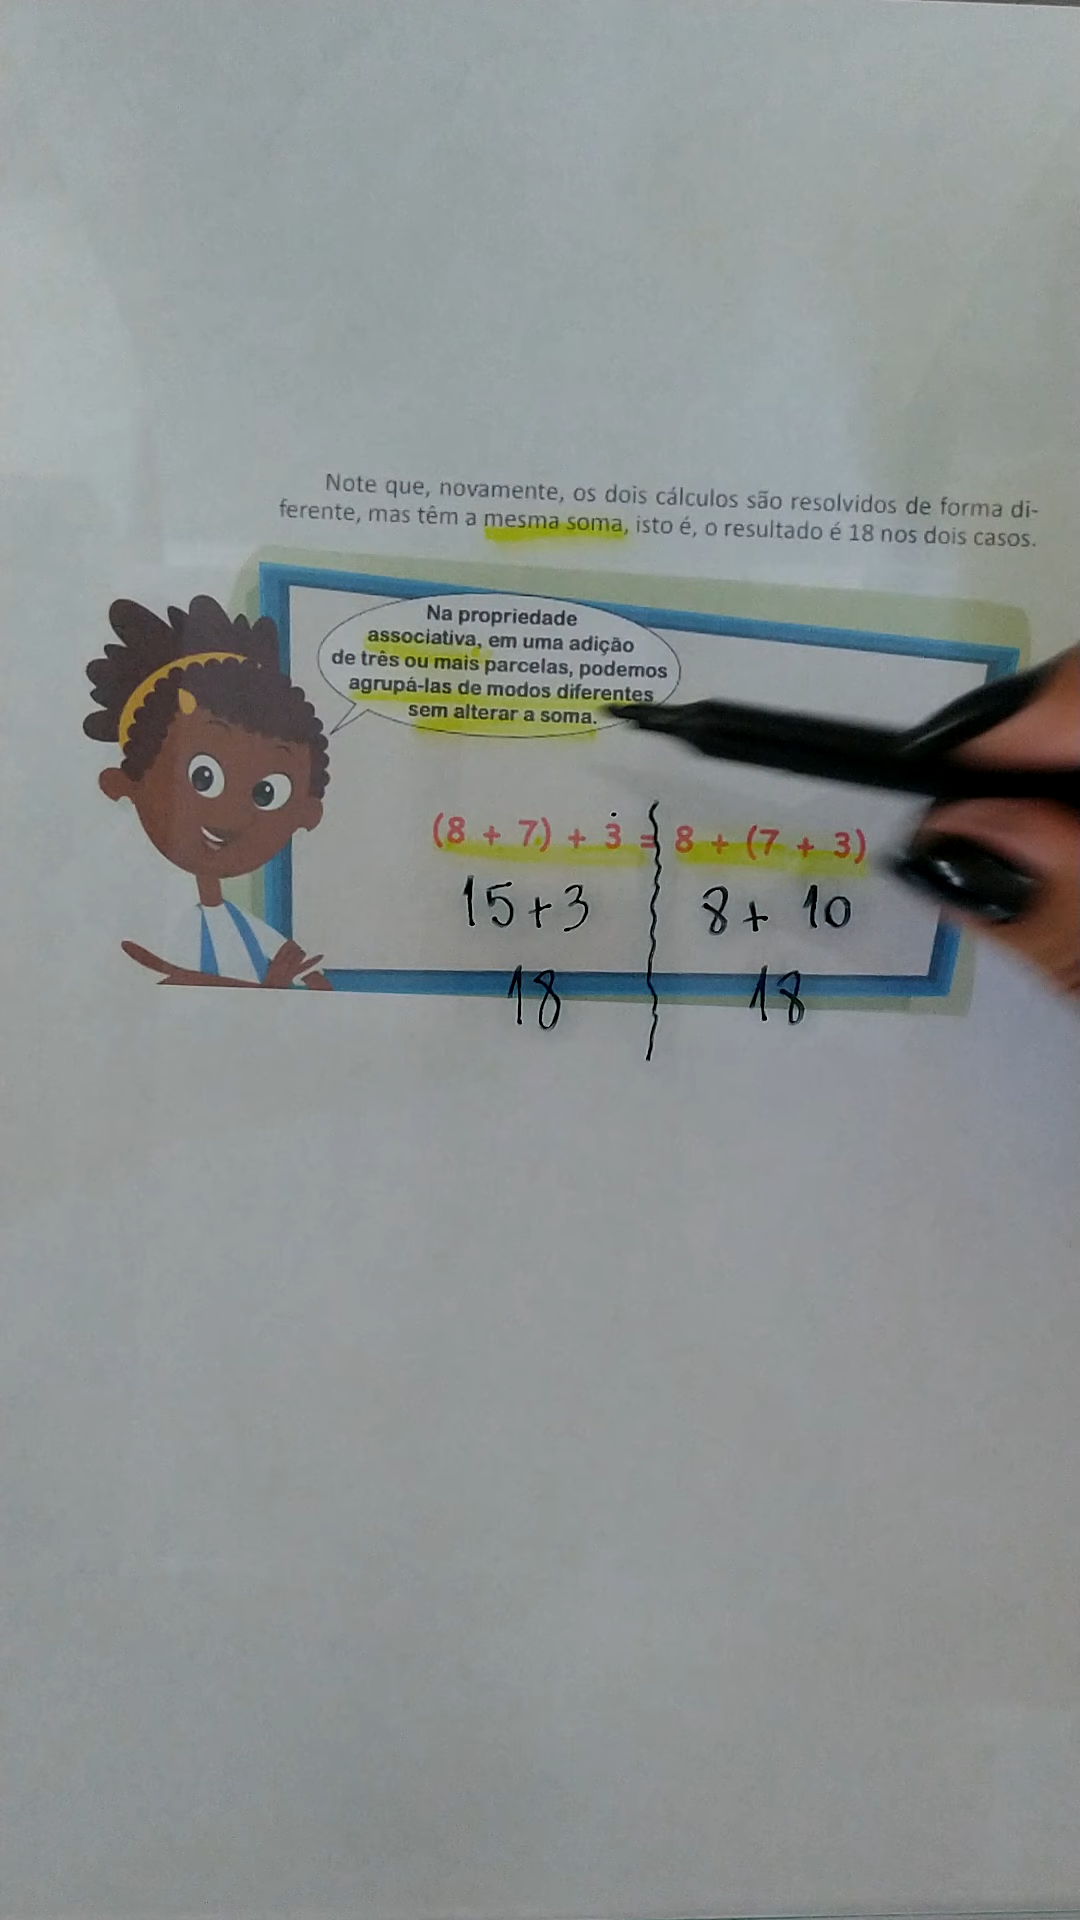 Note que, novamente, os dois cálculos são resolvidos de forma di-
ferente, mas têm a mesma soma, isto é, o resultado é 18 nos dois casos.
Na propriedade
associativa, em uma adição
de três ou mais parcelas, podemos
agrupá-las de modos diferentes
sem alterar a soma.
(8 + 7) + 3 = 8 + (7 + 3)
15+3 8+ 10
18 18